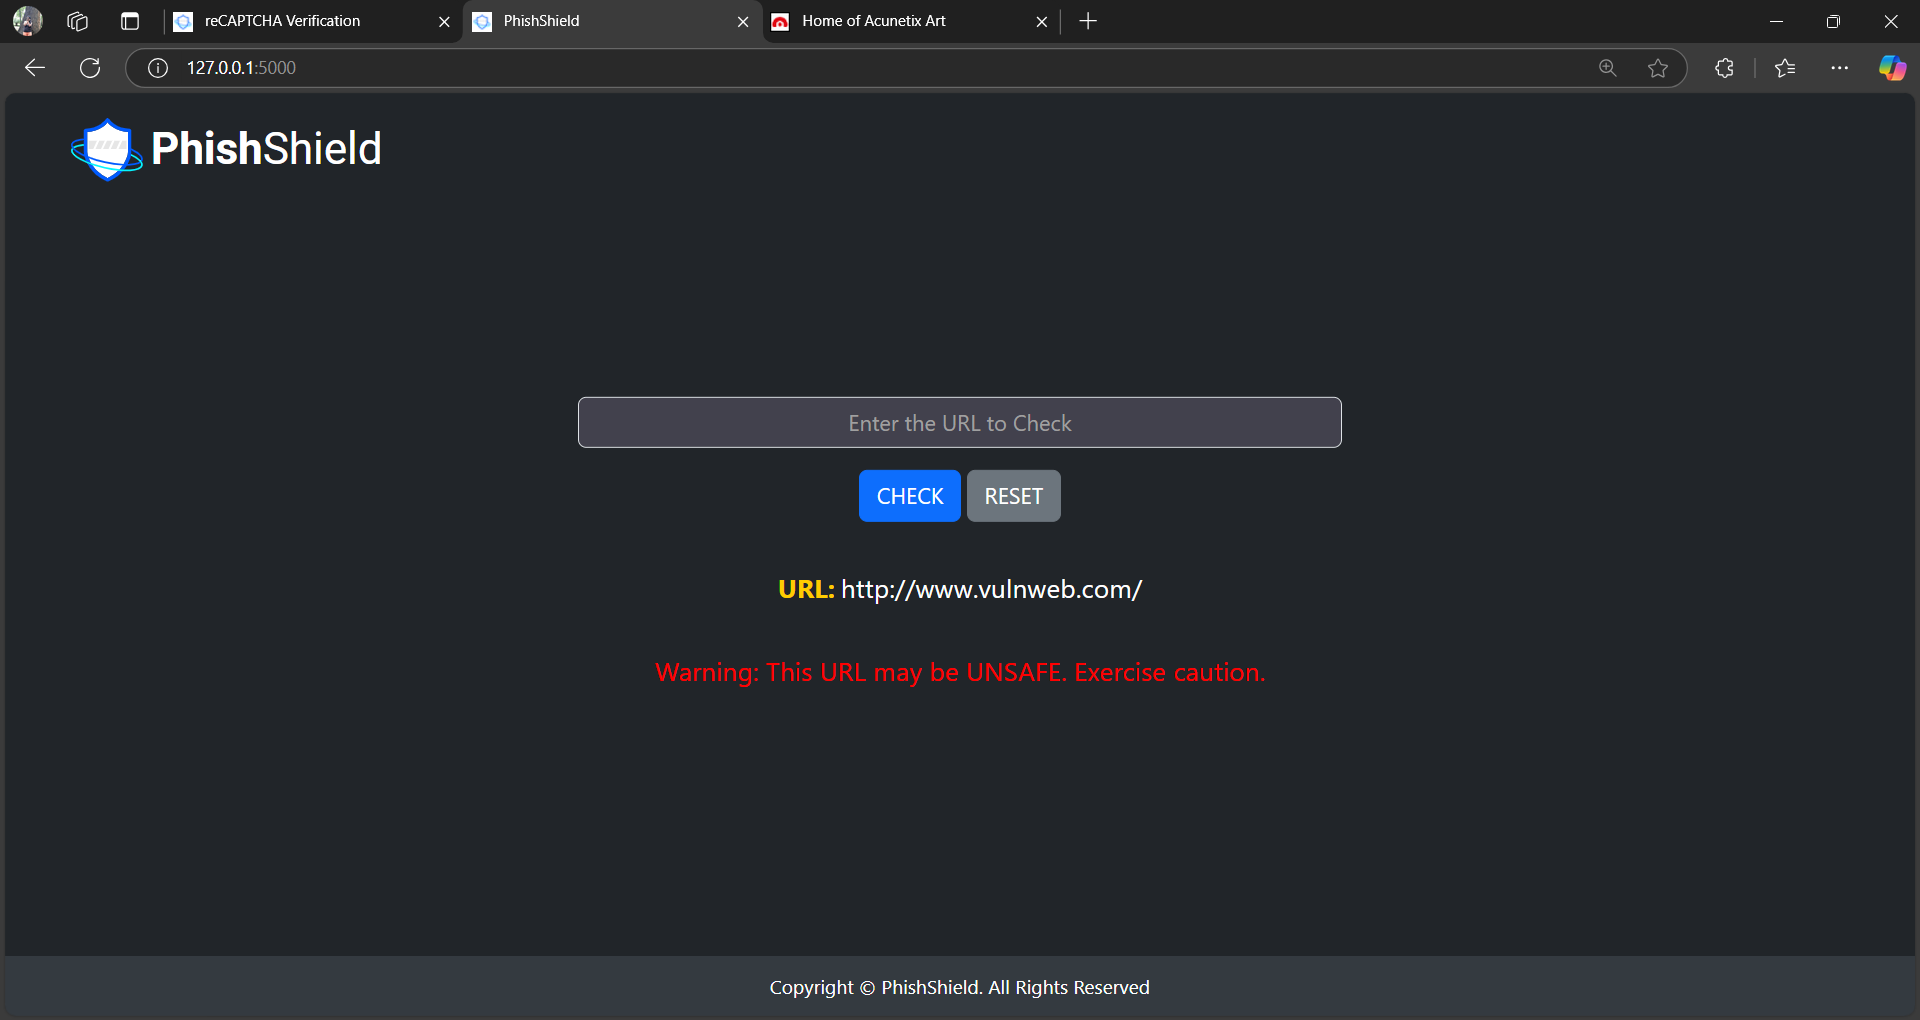 reCAPTCHA Verification
PhishShield
Home of Acunetix Art
127.0.0.1:5000
PhishShield
Enter the URL to Check
CHECK
RESET
URL: http://www.vulnweb.com/
Warning: This URL may be UNSAFE. Exercise caution.
Copyright © PhishShield. All Rights Reserved